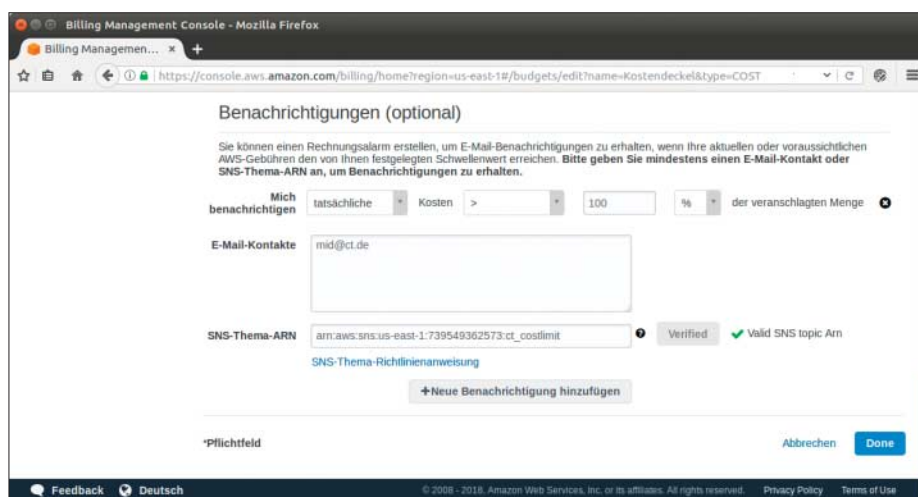 Billing Management Console - Mozilla Firefox
Billing Managemen... × +
https://console.aws.amazon.com/billing/home?region=us-east-1#/budgets/edit?name=Kostendeckel&type=COST
Benachrichtigungen (optional)
Sie können einen Rechnungsalarm erstellen, um E-Mail-Benachrichtigungen zu erhalten, wenn Ihre aktuellen oder voraussichtlichen
AWS-Gebühren den von Ihnen festgelegten Schwellenwert erreichen. Bitte geben Sie mindestens einen E-Mail-Kontakt oder
SNS-Thema-ARN an, um Benachrichtigungen zu erhalten.
Mich
benachrichtigen tatsächliche Kosten > 100 % der veranschlagten Menge
E-Mail-Kontakte mid@ct.de
SNS-Thema-ARN arn:aws:sns:us-east-1:739549362573:ct_costlimit Verified Valid SNS topic Arn
SNS-Thema-Richtlinienanweisung
+Neue Benachrichtigung hinzufügen
*Pflichtfeld Abbrechen Done
Feedback Deutsch © 2008 - 2018, Amazon Web Services, Inc. or its affiliates. All rights reserved. Privacy Policy Terms of Use